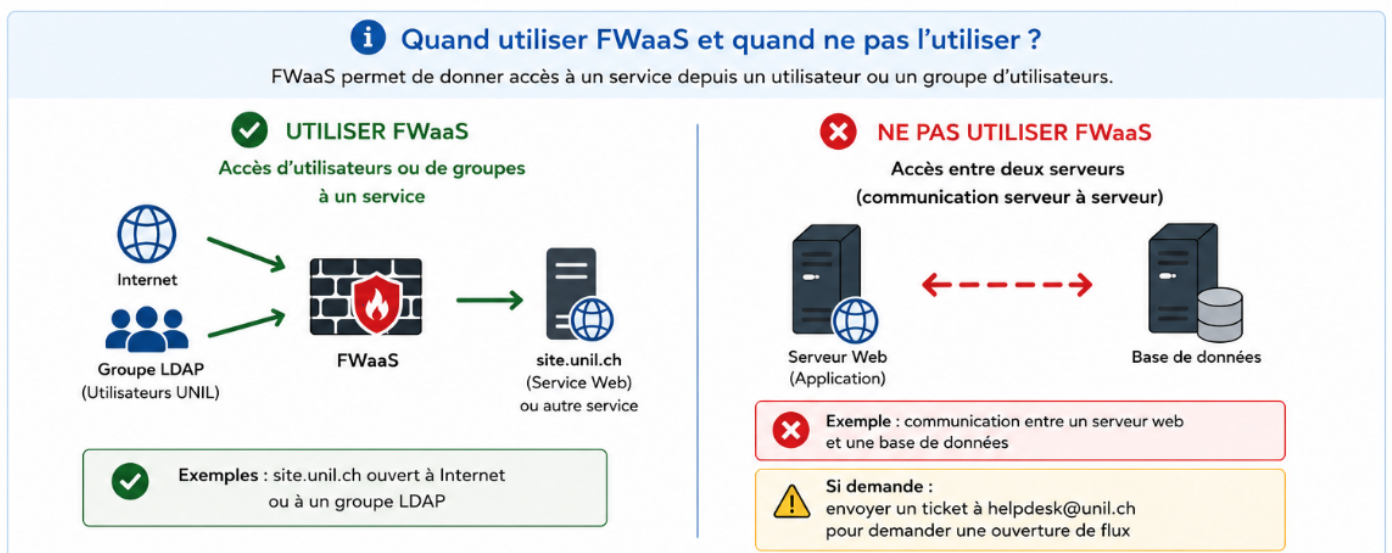 i Quand utiliser FWaaS et quand ne pas l'utiliser ?
FWaaS permet de donner accès à un service depuis un utilisateur ou un groupe d'utilisateurs.
UTILISER FWaaS
Accès d'utilisateurs ou de groupes
à un service
Internet
Groupe LDAP
(Utilisateurs UNIL)
FWaaS
site.unil.ch
(Service Web)
ou autre service
Exemples : site.unil.ch ouvert à Internet
ou à un groupe LDAP
NE PAS UTILISER FWaaS
Accès entre deux serveurs
(communication serveur à serveur)
Serveur Web
(Application)
Base de données
Exemple : communication entre un serveur web
et une base de données
Si demande :
envoyer un ticket à helpdesk@unil.ch
pour demander une ouverture de flux